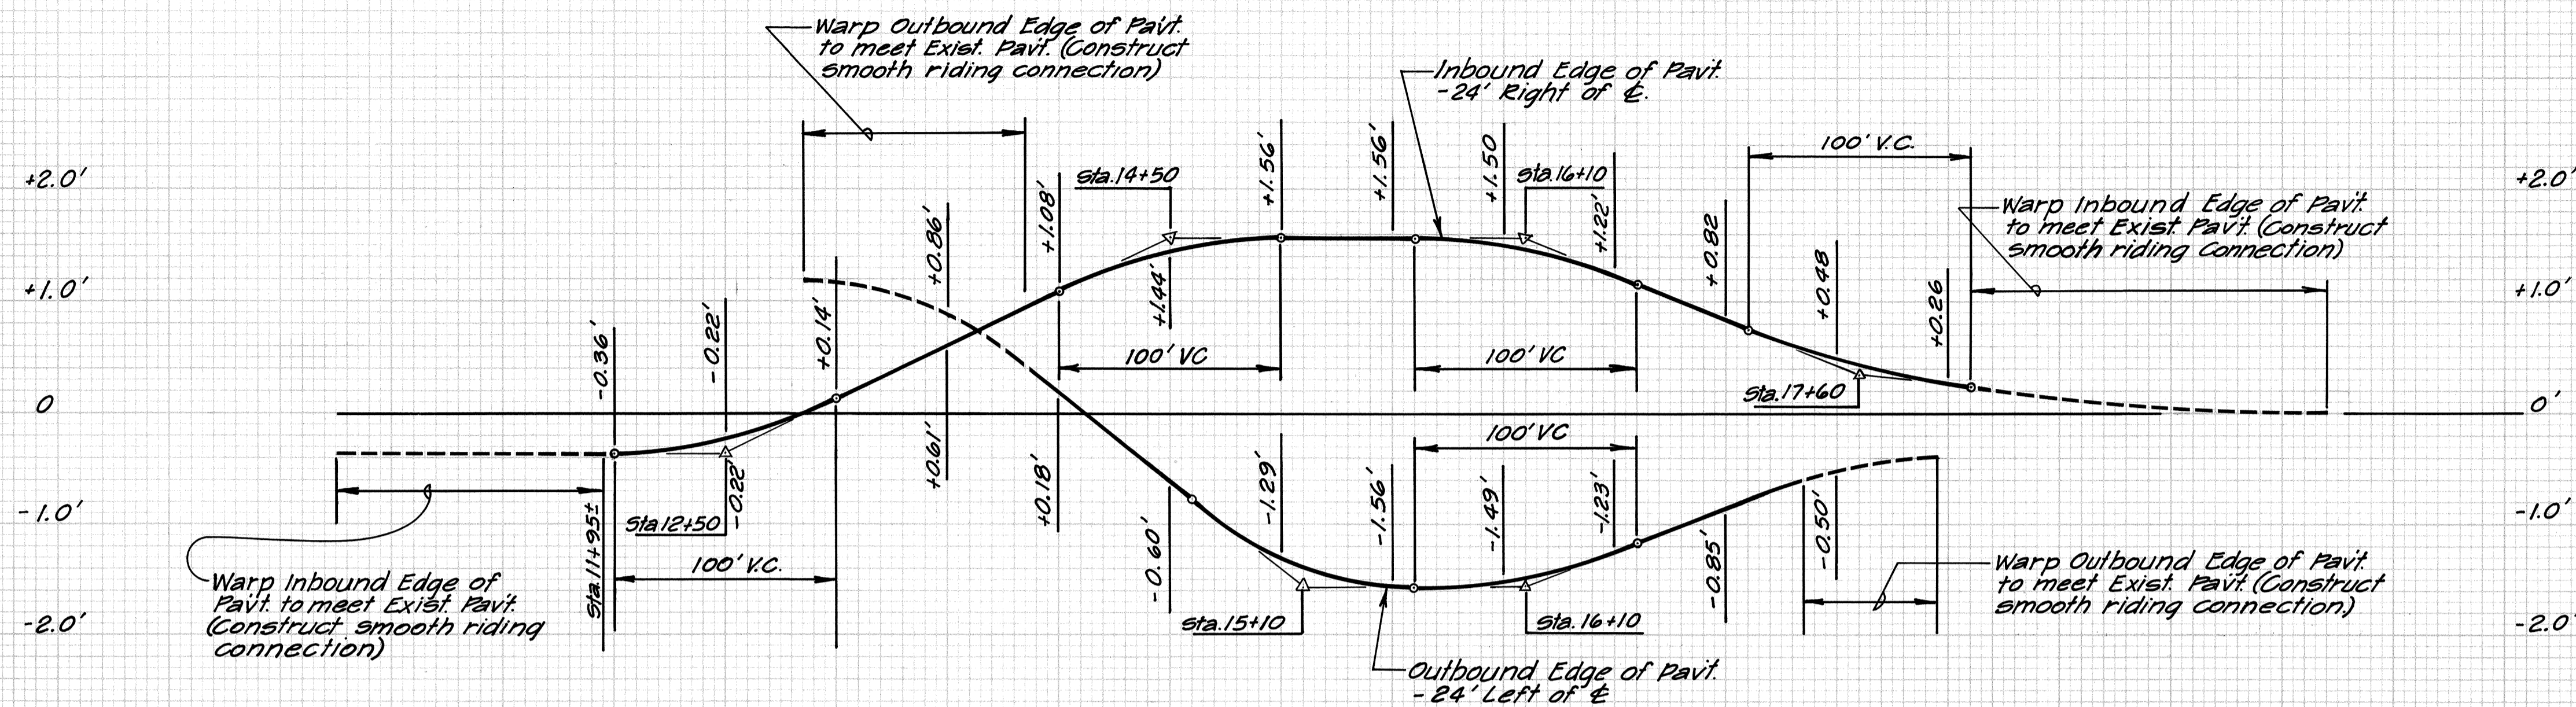 Warp Outbound Edge of Pav't.
to meet Exist. Pav't. (Construct
smooth riding connection)
Inbound Edge of Pav't.
-24' Right of ℄.
+2.0'
+1.0'
0
-1.0'
-2.0'
+2.0'
+1.0'
0'
-1.0'
-2.0'
-0.36'
-0.22'
+0.14'
+0.86'
+1.08'
Sta.14+50
+1.44'
+1.56'
+1.56'
+1.50
Sta.16+10
+1.22'
+0.82
+0.48
+0.26
100' V.C.
Warp Inbound Edge of Pav't.
to meet Exist. Pav't (Construct
smooth riding Connection)
100' VC
100' VC
Sta.17+60
100' VC
-0.22'
Sta12+50
Sta.11+95±
100' V.C.
+0.61'
+0.18'
-0.60'
-1.29'
-1.56'
-1.49'
-1.23'
-0.85'
-0.50'
Sta.15+10
Sta.16+10
Warp Inbound Edge of
Pav't. to meet Exist. Pav't.
(Construct smooth riding
connection)
Outbound Edge of Pav't.
-24' Left of ℄
Warp Outbound Edge of Pav't.
to meet Exist. Pav't (Construct
smooth riding connection.)